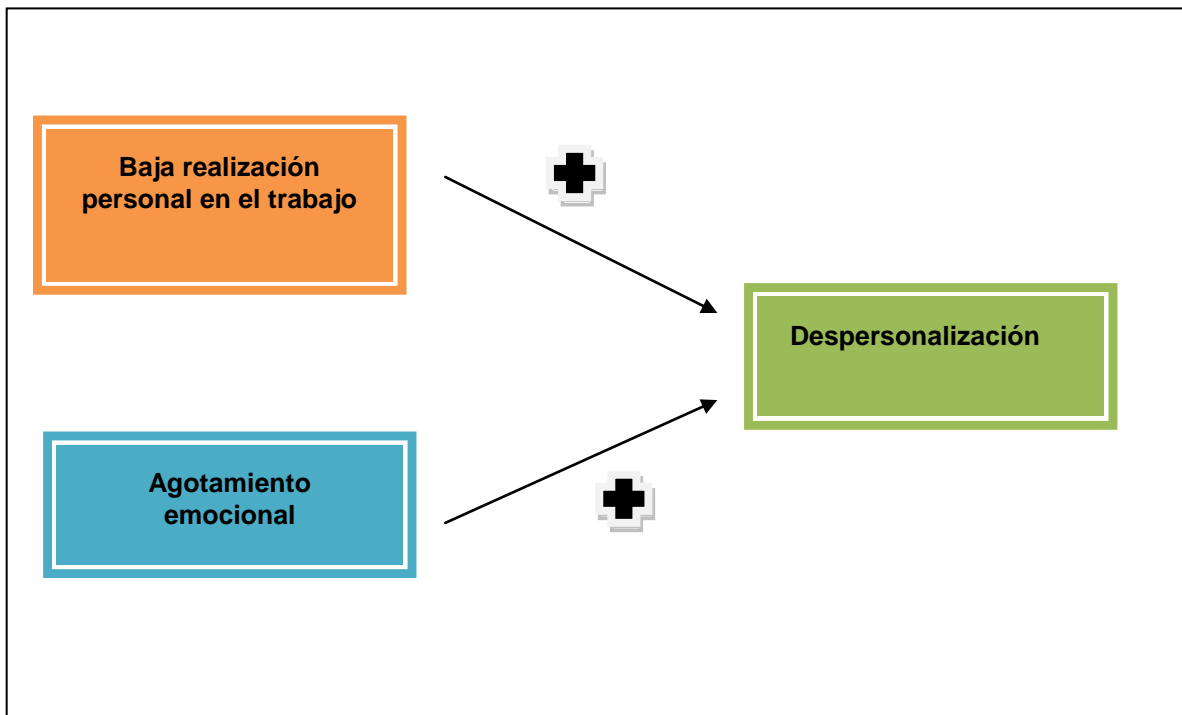 Baja realización
personal en el trabajo
Despersonalización
Agotamiento
emocional